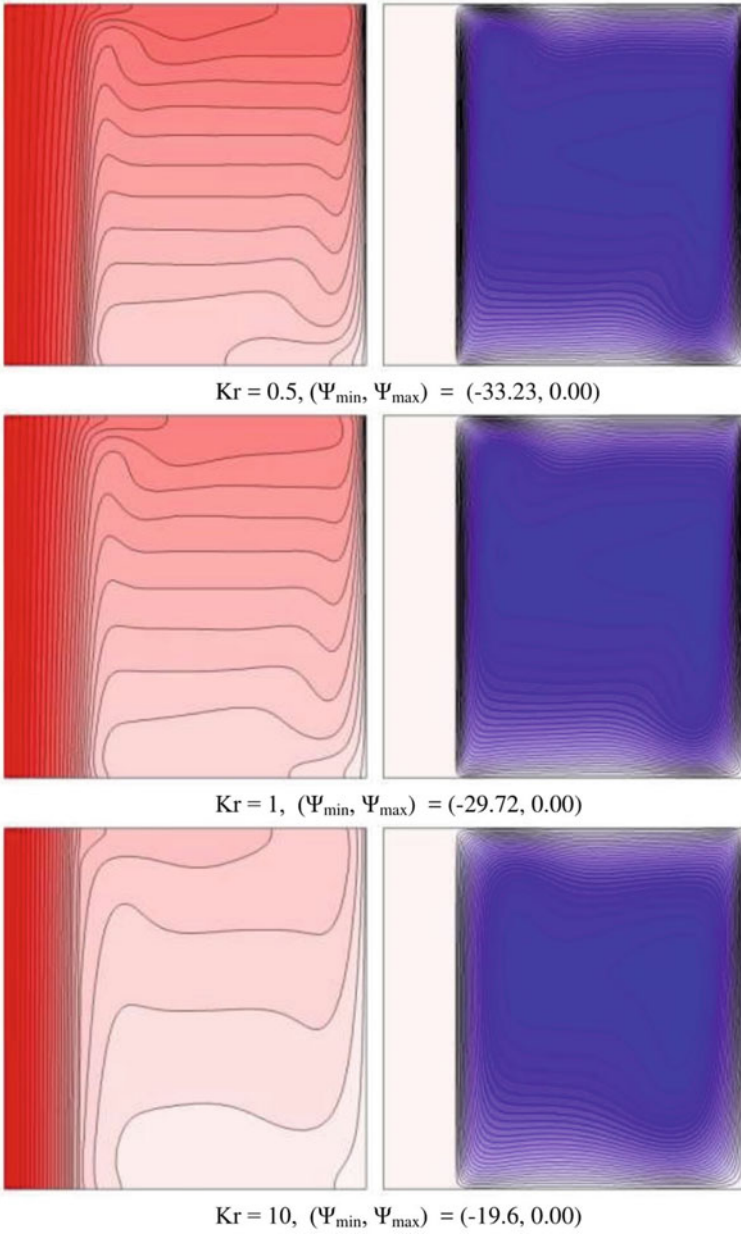 Kr = 0.5, (Ψmin, Ψmax) = (-33.23, 0.00)
Kr = 1, (Ψmin, Ψmax) = (-29.72, 0.00)
Kr = 10, (Ψmin, Ψmax) = (-19.6, 0.00)